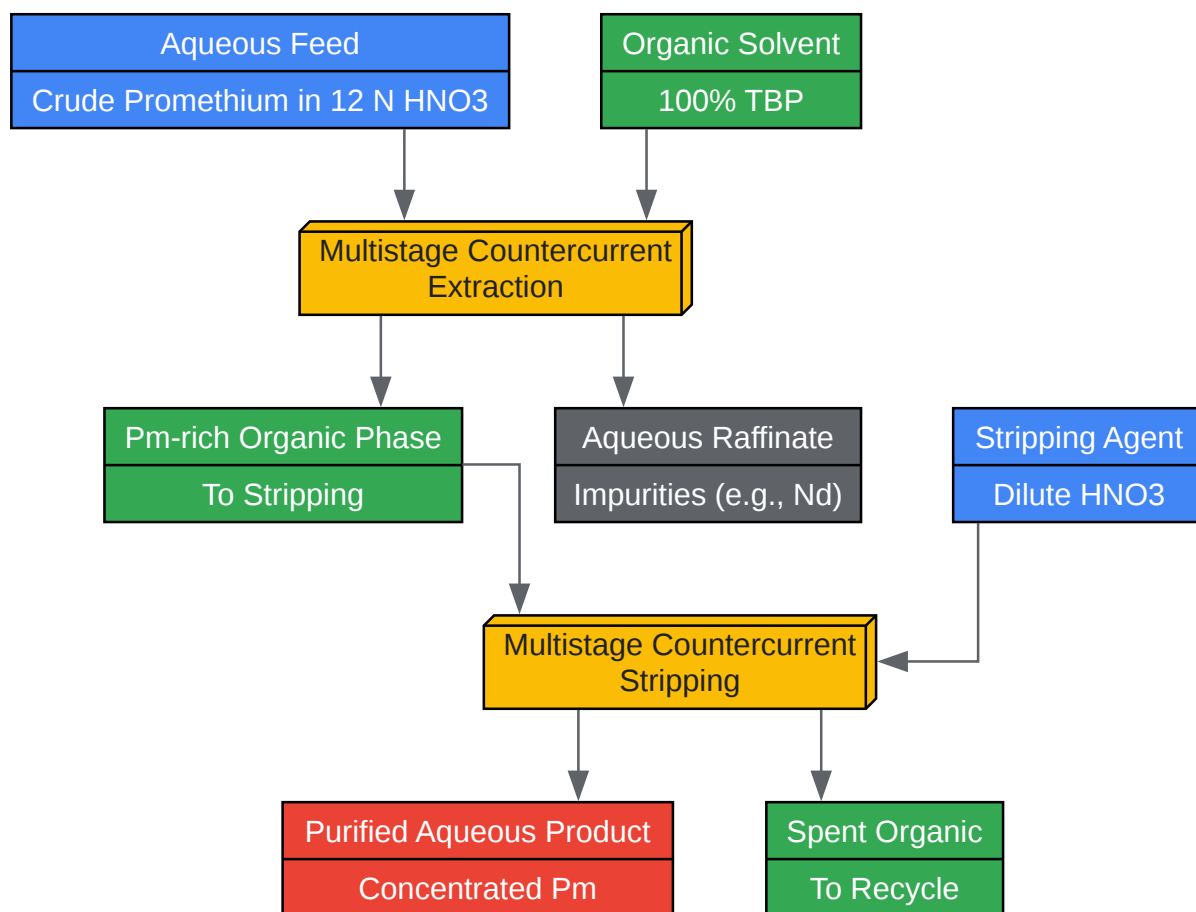 Aqueous Feed
Crude Promethium in 12 N HNO3
Organic Solvent
100% TBP
Multistage Countercurrent
Extraction
Pm-rich Organic Phase
To Stripping
Aqueous Raffinate
Impurities (e.g., Nd)
Stripping Agent
Dilute HNO3
Multistage Countercurrent
Stripping
Purified Aqueous Product
Concentrated Pm
Spent Organic
To Recycle